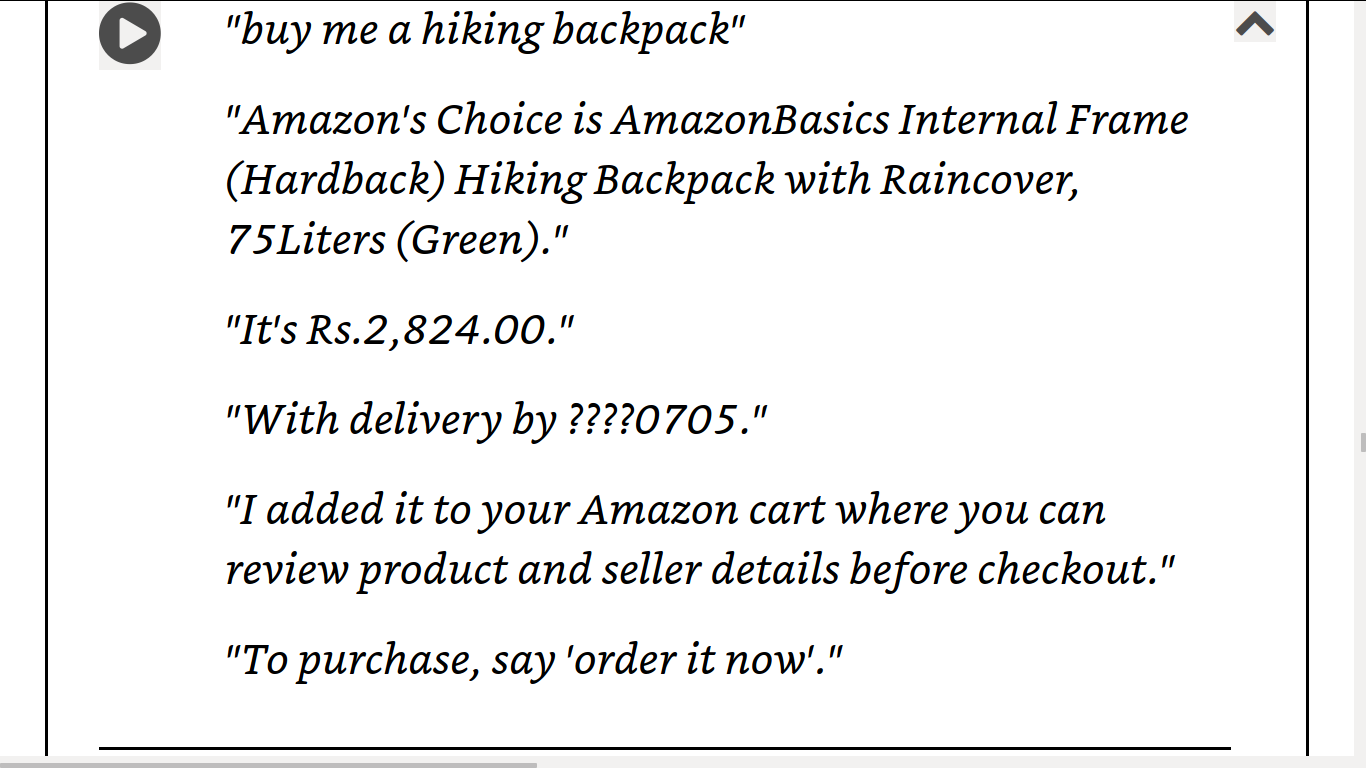 "buy me a hiking backpack"
"Amazon's Choice is AmazonBasics Internal Frame
(Hardback) Hiking Backpack with Raincover,
75Liters (Green)."
"It's Rs.2,824.00."
"With delivery by ????0705."
"I added it to your Amazon cart where you can
review product and seller details before checkout."
"To purchase, say 'order it now'."